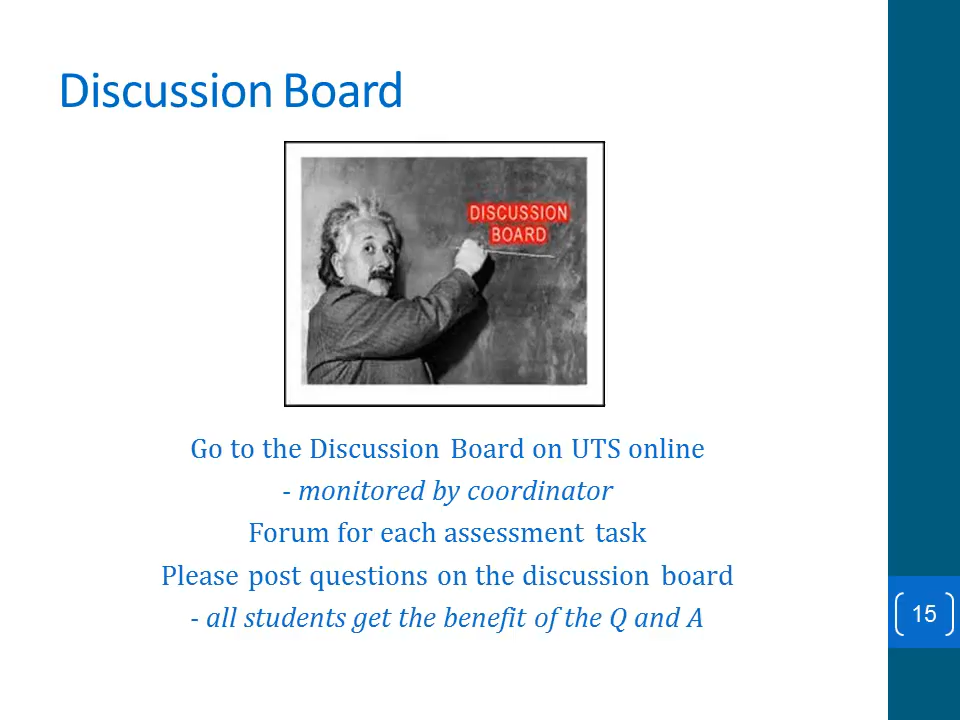 Discussion Board
DISCUSSION
BOARD
Go to the Discussion Board on UTS online
- monitored by coordinator
Forum for each assessment task
Please post questions on the discussion board
- all students get the benefit of the Q and A
15